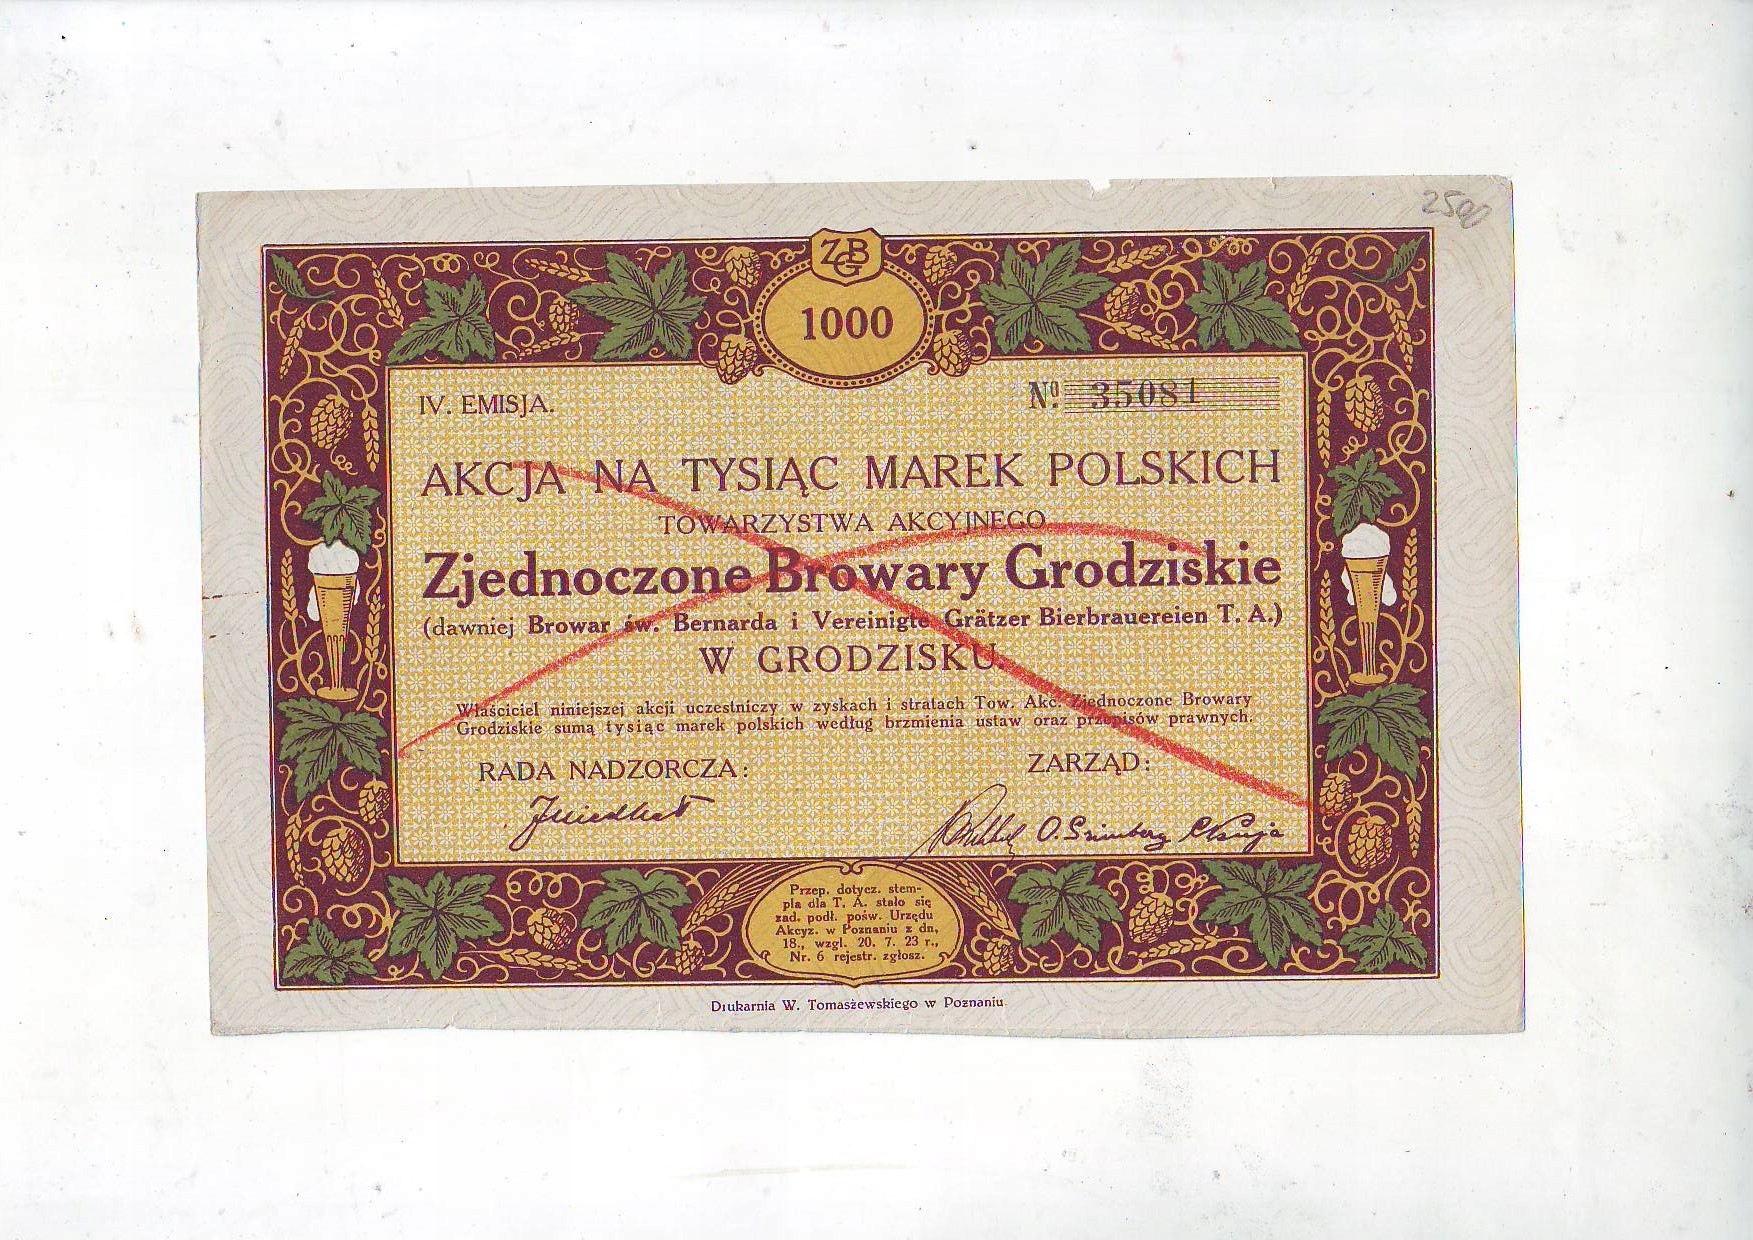 2500
ZBG
1000
IV. EMISJA.
Nº 35081
AKCJA NA TYSIĄC MAREK POLSKICH
TOWARZYSTWA AKCYJNEGO
Zjednoczone Browary Grodziskie
(dawniej Browar św. Bernarda i Vereinigte Grätzer Bierbrauereien T. A.)
W GRODZISKU.
Właściciel niniejszej akcji uczestniczy w zyskach i stratach Tow. Akc. Zjednoczone Browary
Grodziskie sumą tysiąc marek polskich według brzmienia ustaw oraz przepisów prawnych.
RADA NADZORCZA:
ZARZĄD:
O.
Przep. dotycz. stem-
pla dla T. A. stało się
zad. podł. pośw. Urzędu
Akcyz. w Poznaniu z dn,
18., wzgl. 20. 7. 23 r.,
Nr. 6 rejestr. zgłosz.
Drukarnia W. Tomaszewskiego w Poznaniu